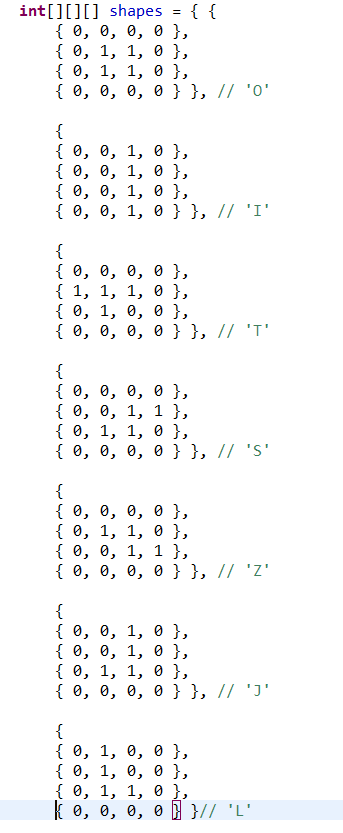 int[][][] shapes = { {
{ 0, 0, 0, 0 },
{ 0, 1, 1, 0 },
{ 0, 1, 1, 0 },
{ 0, 0, 0, 0 } }, // 'O'
{
{ 0, 0, 1, 0 },
{ 0, 0, 1, 0 },
{ 0, 0, 1, 0 },
{ 0, 0, 1, 0 } }, // 'I'
{
{ 0, 0, 0, 0 },
{ 1, 1, 1, 0 },
{ 0, 1, 0, 0 },
{ 0, 0, 0, 0 } }, // 'T'
{
{ 0, 0, 0, 0 },
{ 0, 0, 1, 1 },
{ 0, 1, 1, 0 },
{ 0, 0, 0, 0 } }, // 'S'
{
{ 0, 0, 0, 0 },
{ 0, 1, 1, 0 },
{ 0, 0, 1, 1 },
{ 0, 0, 0, 0 } }, // 'Z'
{
{ 0, 0, 1, 0 },
{ 0, 0, 1, 0 },
{ 0, 1, 1, 0 },
{ 0, 0, 0, 0 } }, // 'J'
{
{ 0, 1, 0, 0 },
{ 0, 1, 0, 0 },
{ 0, 1, 1, 0 },
{ 0, 0, 0, 0 } }// 'L'